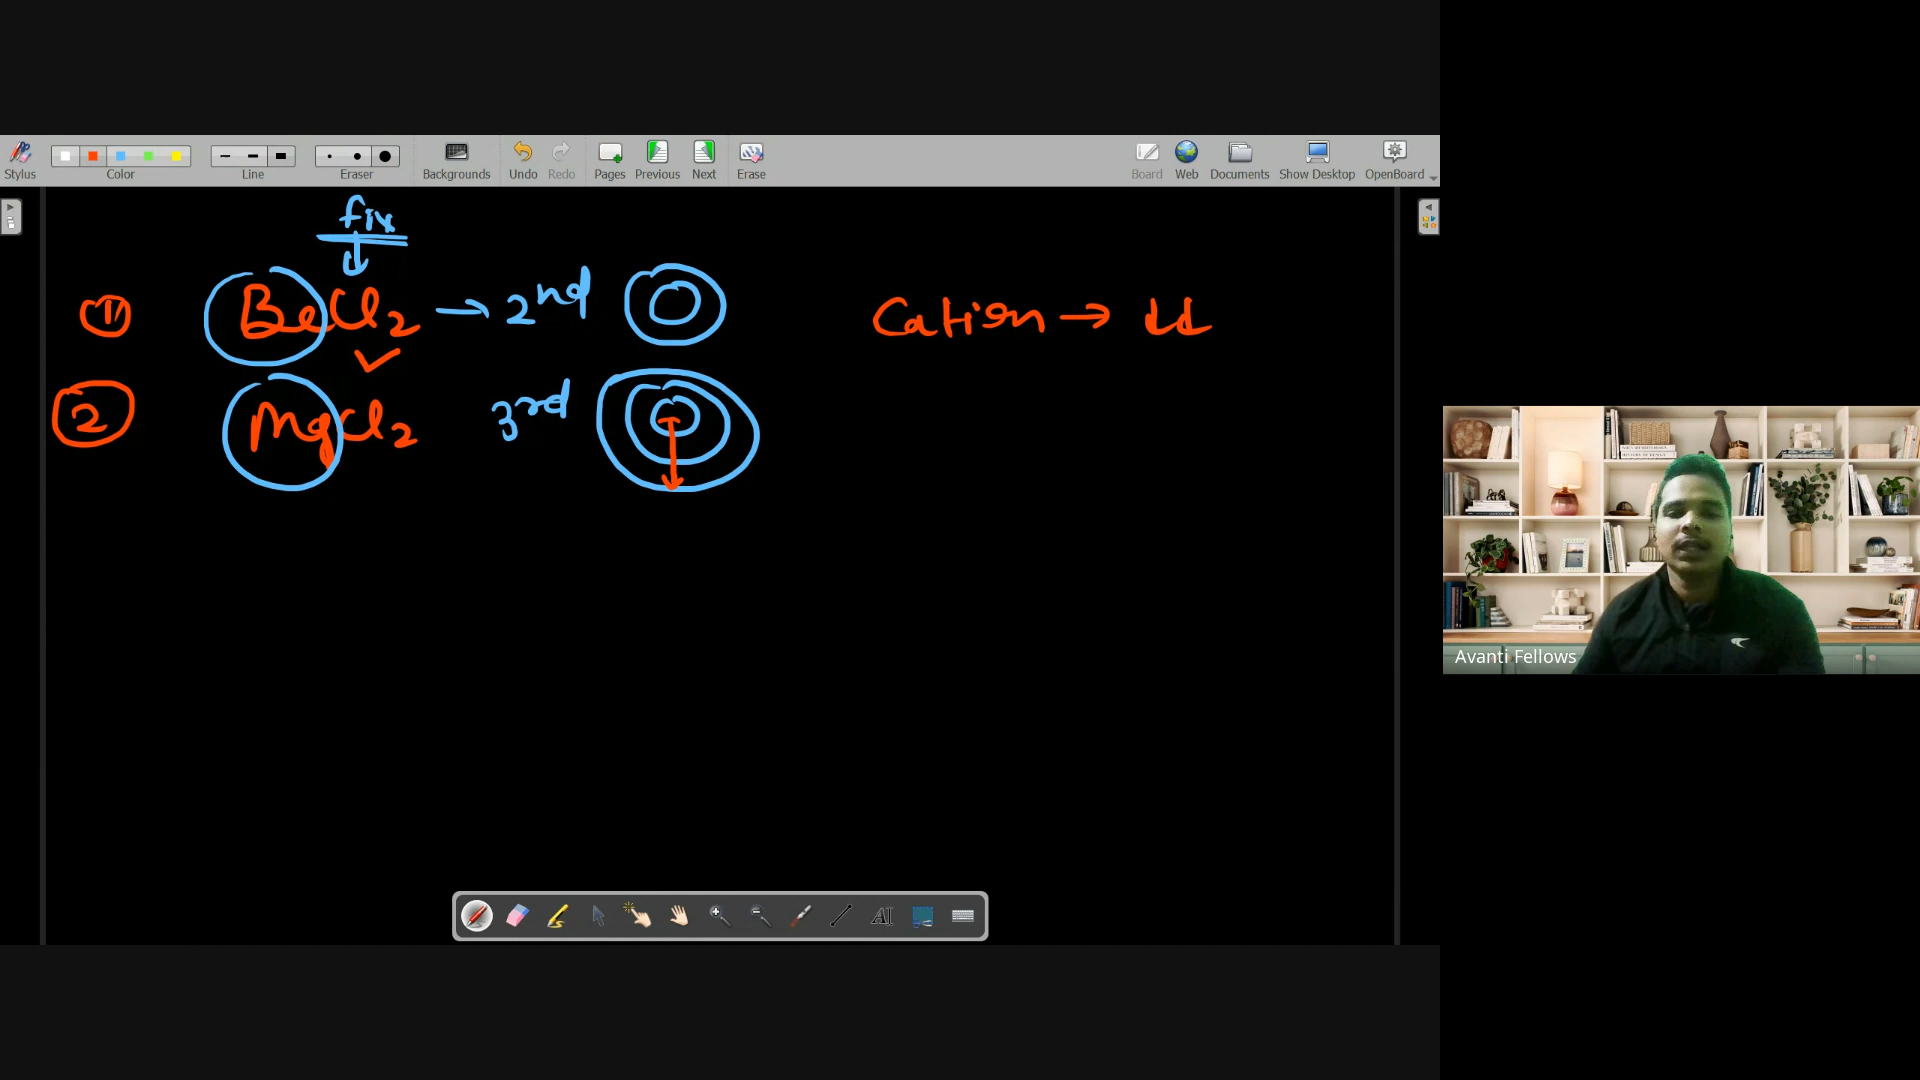 Stylus Color Line Eraser Backgrounds Undo Redo Pages Previous Next Erase Board Web Documents Show Desktop OpenBoard
fix
① BeCl2 → 2nd Cation → ↓↓
② MgCl2 3rd
Avanti Fellows
AI